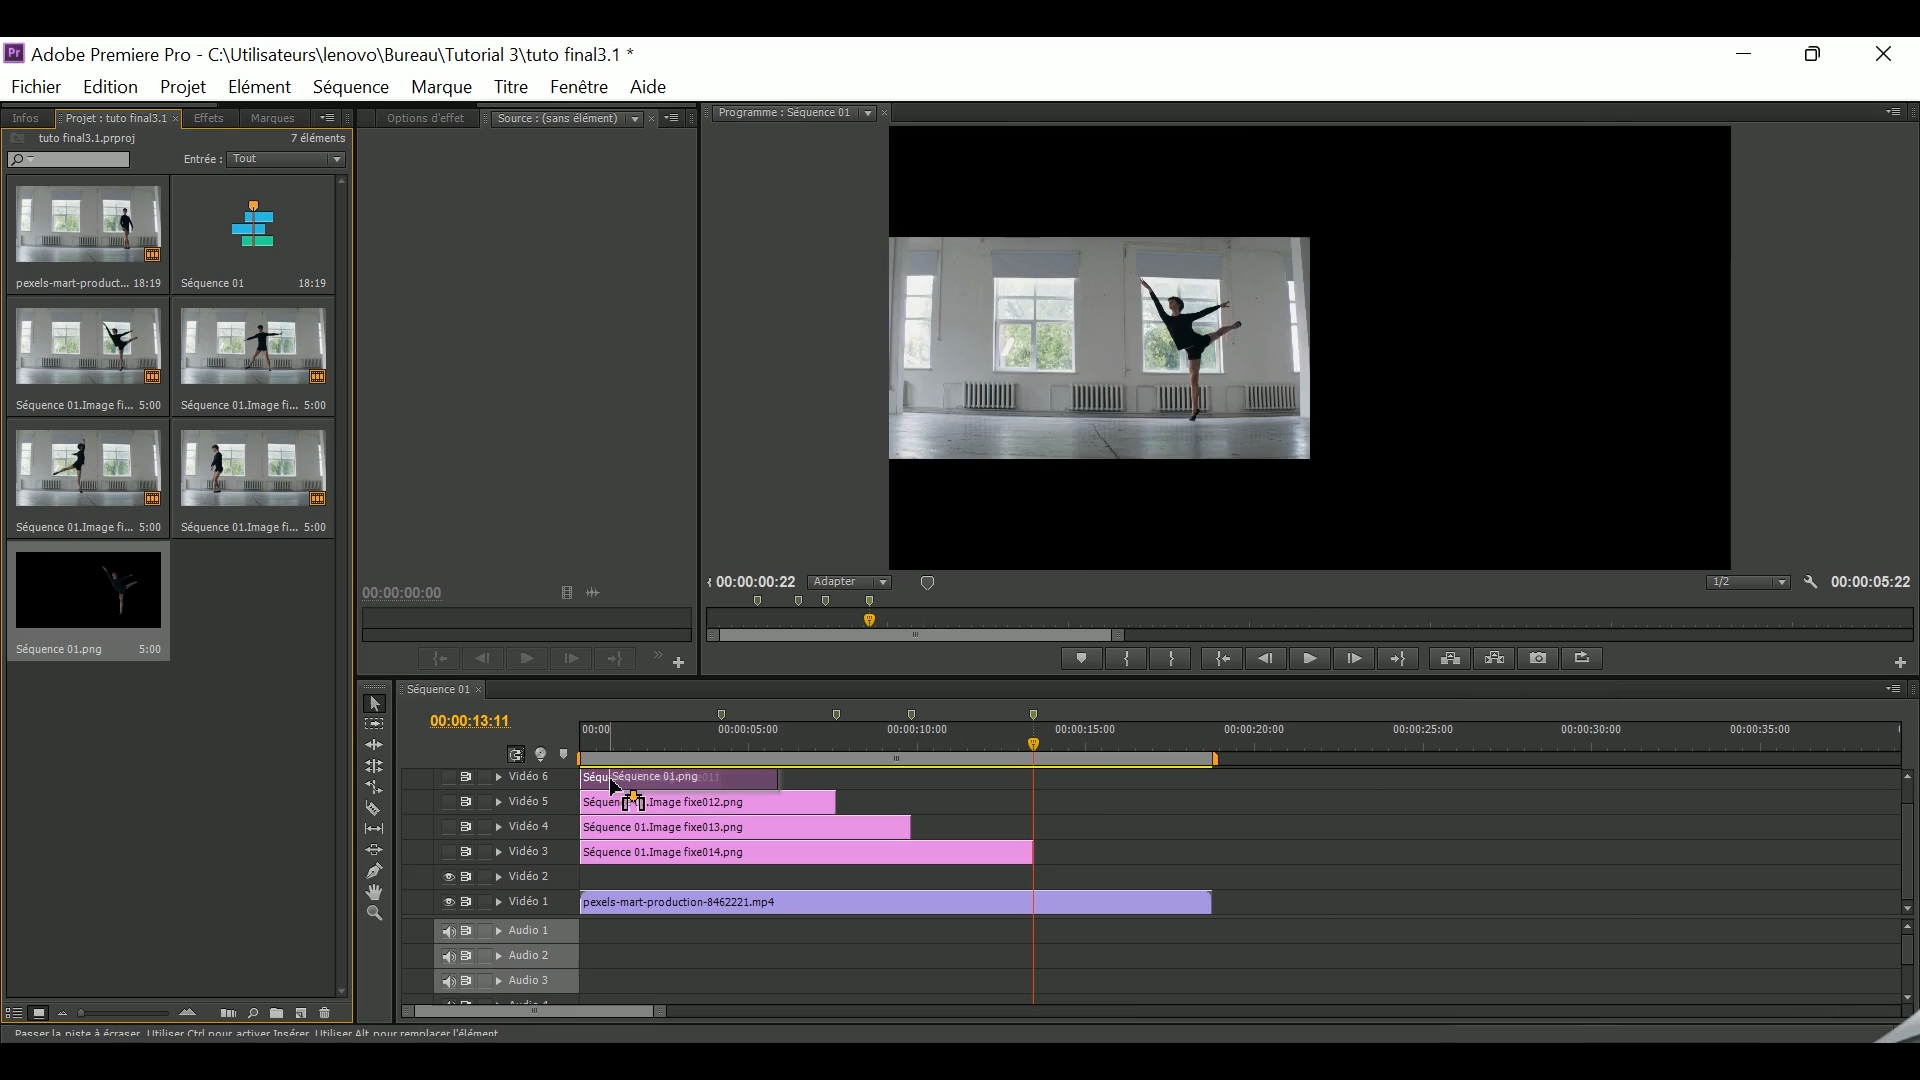 Pr Adobe Premiere Pro - C:\Utilisateurs\lenovo\Bureau\Tutorial 3\tuto final3.1 *
Fichier Edition Projet Elément Séquence Marque Titre Fenêtre Aide
Infos Projet : tuto final3.1 × Effets Marques
tuto final3.1.prproj 7 éléments
Entrée : Tout
pexels-mart-product... 18:19
Séquence 01 18:19
Séquence 01.Image fi... 5:00
Séquence 01.Image fi... 5:00
Séquence 01.Image fi... 5:00
Séquence 01.Image fi... 5:00
Séquence 01.png 5:00
Options d'effet Source : (sans élément)
00:00:00:00
Programme : Séquence 01
00:00:00:22 Adapter 1/2 00:00:05:22
Séquence 01 ×
00:00:13:11
00:00 00:00:05:00 00:00:10:00 00:00:15:00 00:00:20:00 00:00:25:00 00:00:30:00 00:00:35:00
Vidéo 6 Séqu Séquence 01.png
Vidéo 5 Séquen .Image fixe012.png
Vidéo 4 Séquence 01.Image fixe013.png
Vidéo 3 Séquence 01.Image fixe014.png
Vidéo 2
Vidéo 1 pexels-mart-production-8462221.mp4
Audio 1
Audio 2
Audio 3
Passer la piste à écraser. Utiliser Ctrl pour activer Insérer. Utiliser Alt pour remplacer l'élément.